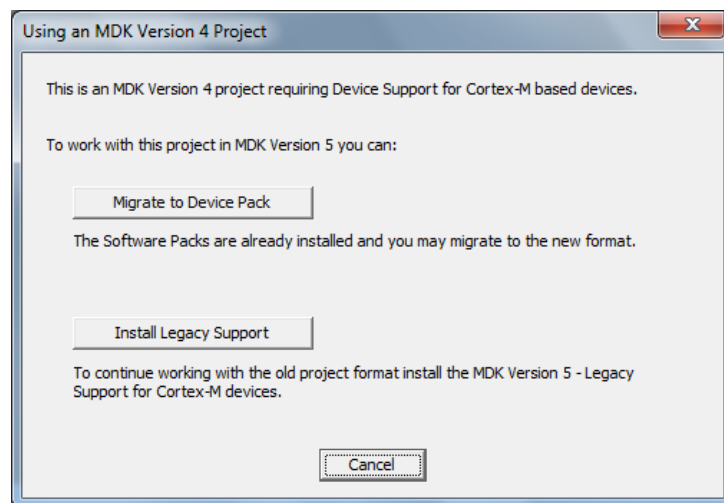 Using an MDK Version 4 Project
This is an MDK Version 4 project requiring Device Support for Cortex-M based devices.
To work with this project in MDK Version 5 you can:
Migrate to Device Pack
The Software Packs are already installed and you may migrate to the new format.
Install Legacy Support
To continue working with the old project format install the MDK Version 5 - Legacy
Support for Cortex-M devices.
Cancel